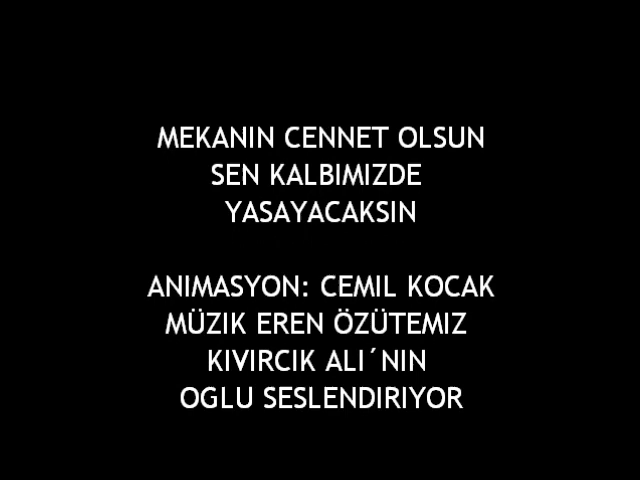 MEKANIN CENNET OLSUN
SEN KALBIMIZDE
YASAYACAKSIN
ANIMASYON: CEMIL KOCAK
MÜZIK EREN ÖZÜTEMIZ
KIVIRCIK ALI´NIN
OGLU SESLENDIRIYOR